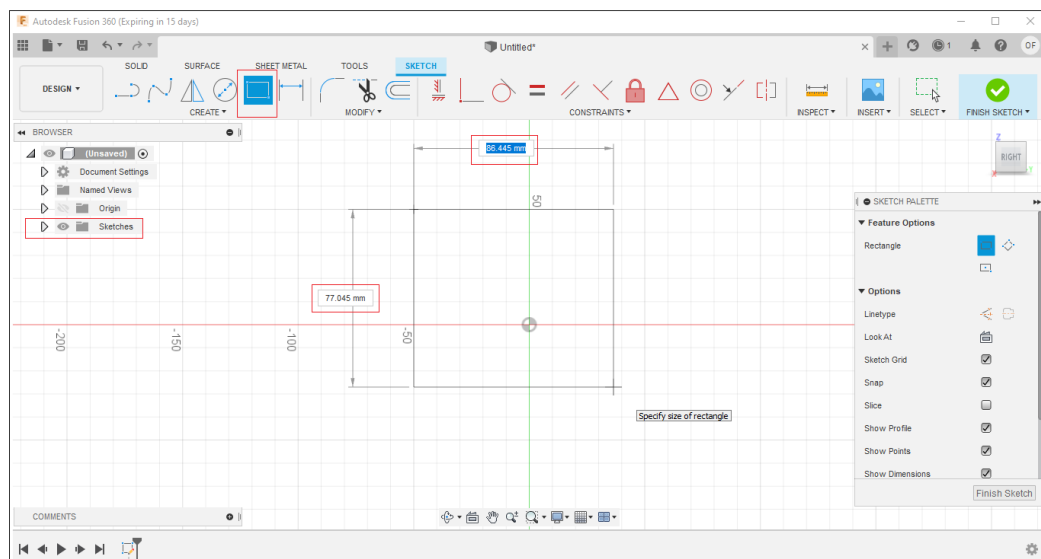 Autodesk Fusion 360 (Expiring in 15 days)
Untitled*
1
OF
SOLID SURFACE SHEET METAL TOOLS SKETCH
DESIGN
CREATE MODIFY CONSTRAINTS INSPECT INSERT SELECT FINISH SKETCH
BROWSER
(Unsaved)
Document Settings
Named Views
Origin
Sketches
86.445 mm
50
77.045 mm
-200
-150
-100
-50
Specify size of rectangle
Z
RIGHT
X
Y
SKETCH PALETTE
Feature Options
Rectangle
Options
Linetype
Look At
Sketch Grid
Snap
Slice
Show Profile
Show Points
Show Dimensions
Finish Sketch
COMMENTS